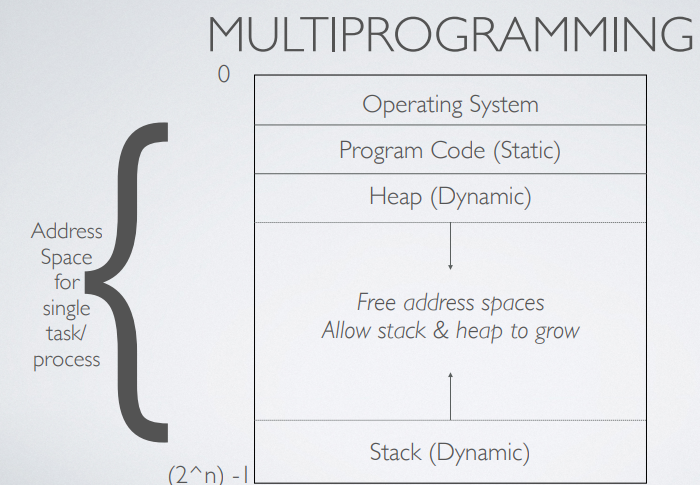 MULTIPROGRAMMING
0
Operating System
Program Code (Static)
Heap (Dynamic)
Address
Space
for
single
task/
process
Free address spaces
Allow stack & heap to grow
Stack (Dynamic)
(2^n) -1